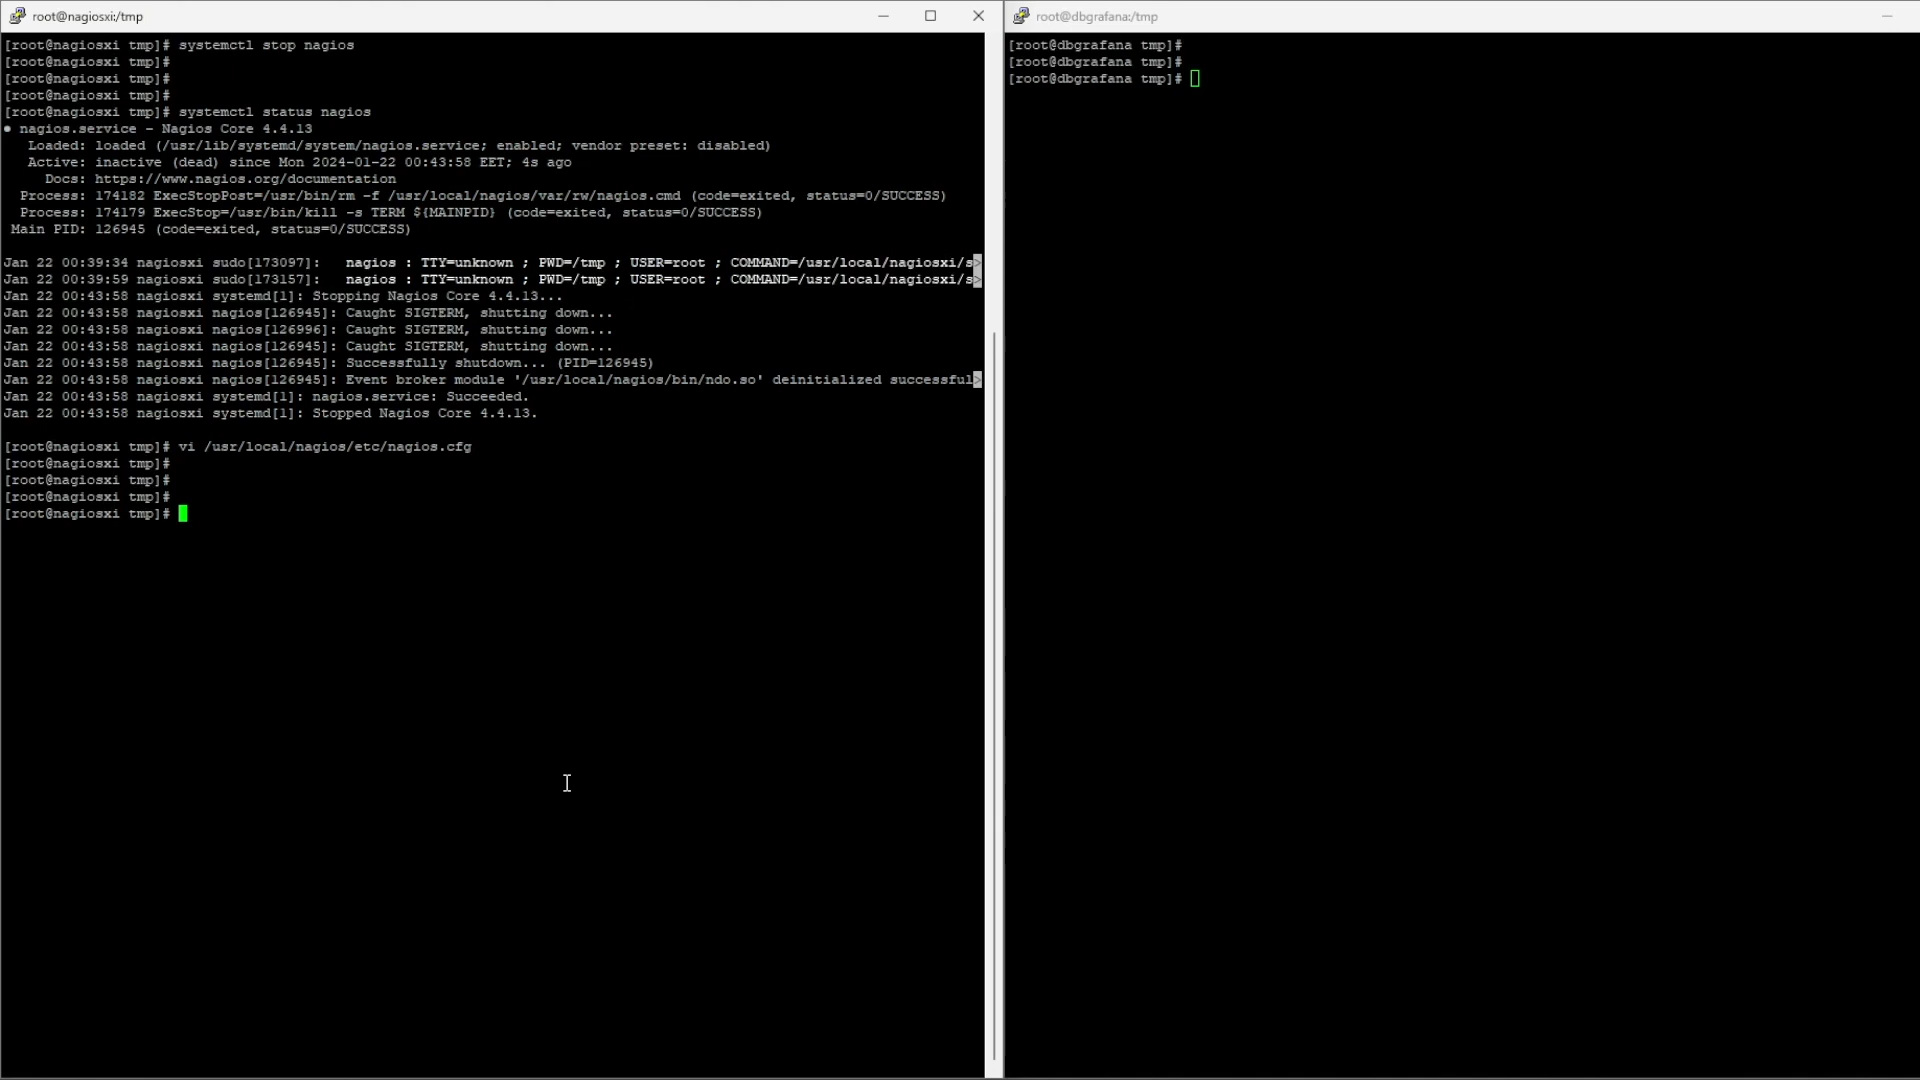 root@nagiosxi:/tmp
[root@nagiosxi tmp]# systemctl stop nagios
[root@nagiosxi tmp]#
[root@nagiosxi tmp]#
[root@nagiosxi tmp]#
[root@nagiosxi tmp]# systemctl status nagios
● nagios.service - Nagios Core 4.4.13
Loaded: loaded (/usr/lib/systemd/system/nagios.service; enabled; vendor preset: disabled)
Active: inactive (dead) since Mon 2024-01-22 00:43:58 EET; 4s ago
Docs: https://www.nagios.org/documentation
Process: 174182 ExecStopPost=/usr/bin/rm -f /usr/local/nagios/var/rw/nagios.cmd (code=exited, status=0/SUCCESS)
Process: 174179 ExecStop=/usr/bin/kill -s TERM ${MAINPID} (code=exited, status=0/SUCCESS)
Main PID: 126945 (code=exited, status=0/SUCCESS)
Jan 22 00:39:34 nagiosxi sudo[173097]:   nagios : TTY=unknown ; PWD=/tmp ; USER=root ; COMMAND=/usr/local/nagiosxi/s>
Jan 22 00:39:59 nagiosxi sudo[173157]:   nagios : TTY=unknown ; PWD=/tmp ; USER=root ; COMMAND=/usr/local/nagiosxi/s>
Jan 22 00:43:58 nagiosxi systemd[1]: Stopping Nagios Core 4.4.13...
Jan 22 00:43:58 nagiosxi nagios[126945]: Caught SIGTERM, shutting down...
Jan 22 00:43:58 nagiosxi nagios[126996]: Caught SIGTERM, shutting down...
Jan 22 00:43:58 nagiosxi nagios[126945]: Caught SIGTERM, shutting down...
Jan 22 00:43:58 nagiosxi nagios[126945]: Successfully shutdown... (PID=126945)
Jan 22 00:43:58 nagiosxi nagios[126945]: Event broker module '/usr/local/nagios/bin/ndo.so' deinitialized successful>
Jan 22 00:43:58 nagiosxi systemd[1]: nagios.service: Succeeded.
Jan 22 00:43:58 nagiosxi systemd[1]: Stopped Nagios Core 4.4.13.
[root@nagiosxi tmp]# vi /usr/local/nagios/etc/nagios.cfg
[root@nagiosxi tmp]#
[root@nagiosxi tmp]#
[root@nagiosxi tmp]#
[root@nagiosxi tmp]#
root@dbgrafana:/tmp
[root@dbgrafana tmp]#
[root@dbgrafana tmp]#
[root@dbgrafana tmp]#